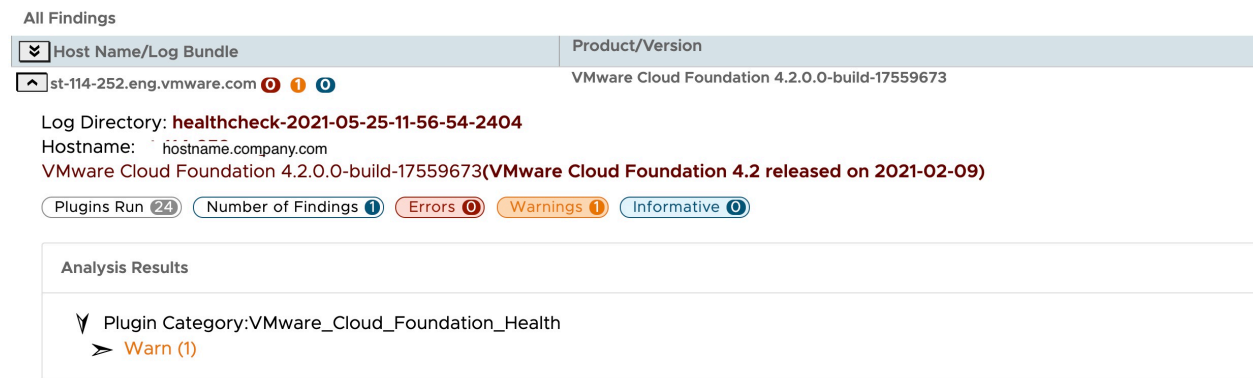 All Findings
Host Name/Log Bundle Product/Version
st-114-252.eng.vmware.com 0 1 0 VMware Cloud Foundation 4.2.0.0-build-17559673
Log Directory: healthcheck-2021-05-25-11-56-54-2404
Hostname: hostname.company.com
VMware Cloud Foundation 4.2.0.0-build-17559673(VMware Cloud Foundation 4.2 released on 2021-02-09)
Plugins Run 24 Number of Findings 1 Errors 0 Warnings 1 Informative 0
Analysis Results
Plugin Category:VMware_Cloud_Foundation_Health
Warn (1)